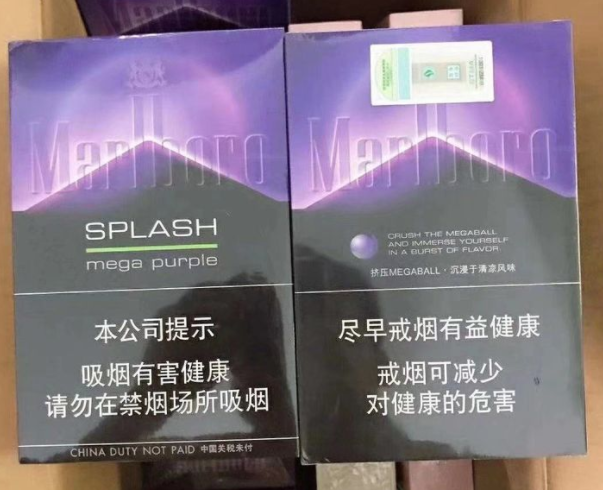 Marlboro
SPLASH
mega purple
本公司提示
吸烟有害健康
请勿在禁烟场所吸烟
CHINA DUTY NOT PAID 中国关税未付
Marlboro
CRUSH THE MEGABALL
AND IMMERSE YOURSELF
IN A BURST OF FLAVOR.
挤压MEGABALL · 沉浸于清凉风味
尽早戒烟有益健康
戒烟可减少
对健康的危害